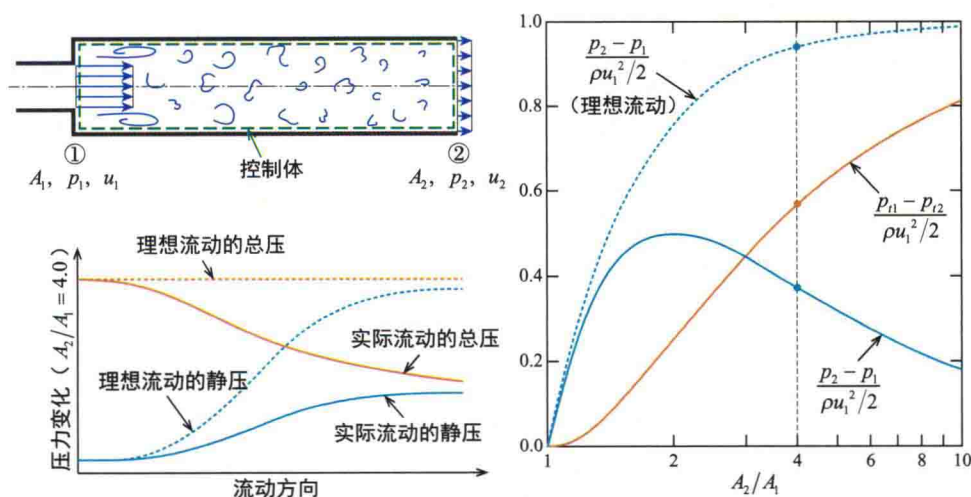 ①
②
控制体
A₁, p₁, u₁
A₂, p₂, u₂
压力变化（A₂/A₁＝4.0）
理想流动的总压
实际流动的总压
理想流动的静压
实际流动的静压
流动方向
1.0
0.8
0.6
0.4
0.2
0.0
p₂ − p₁
ρu₁²/2
（理想流动）
p_{t1} − p_{t2}
ρu₁²/2
p₂ − p₁
ρu₁²/2
1 2 4 6 8 10
A₂/A₁